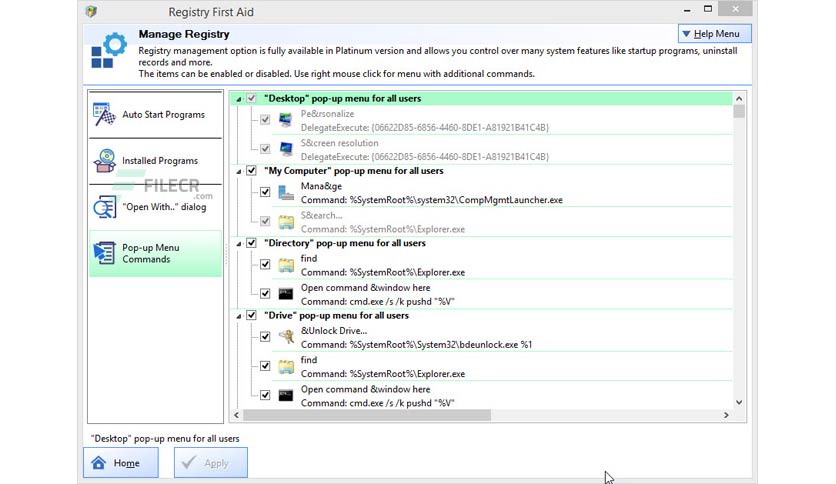 Registry First Aid
Manage Registry
Help Menu
Registry management option is fully available in Platinum version and allows you control over many system features like startup programs, uninstall
records and more.
The items can be enabled or disabled. Use right mouse click for menu with additional commands.
Auto Start Programs
Installed Programs
FILECR
.com
"Open With.." dialog
Pop-up Menu
Commands
"Desktop" pop-up menu for all users
Pe&rsonalize
DelegateExecute: {06622D85-6856-4460-8DE1-A81921B41C4B}
S&creen resolution
DelegateExecute: {06622D85-6856-4460-8DE1-A81921B41C4B}
"My Computer" pop-up menu for all users
Mana&ge
Command: %SystemRoot%\system32\CompMgmtLauncher.exe
S&earch...
Command: %SystemRoot%\Explorer.exe
"Directory" pop-up menu for all users
find
Command: %SystemRoot%\Explorer.exe
Open command &window here
Command: cmd.exe /s /k pushd "%V"
"Drive" pop-up menu for all users
&Unlock Drive...
Command: %SystemRoot%\System32\bdeunlock.exe %1
find
Command: %SystemRoot%\Explorer.exe
Open command &window here
Command: cmd.exe /s /k pushd "%V"
"Desktop" pop-up menu for all users
Home
Apply